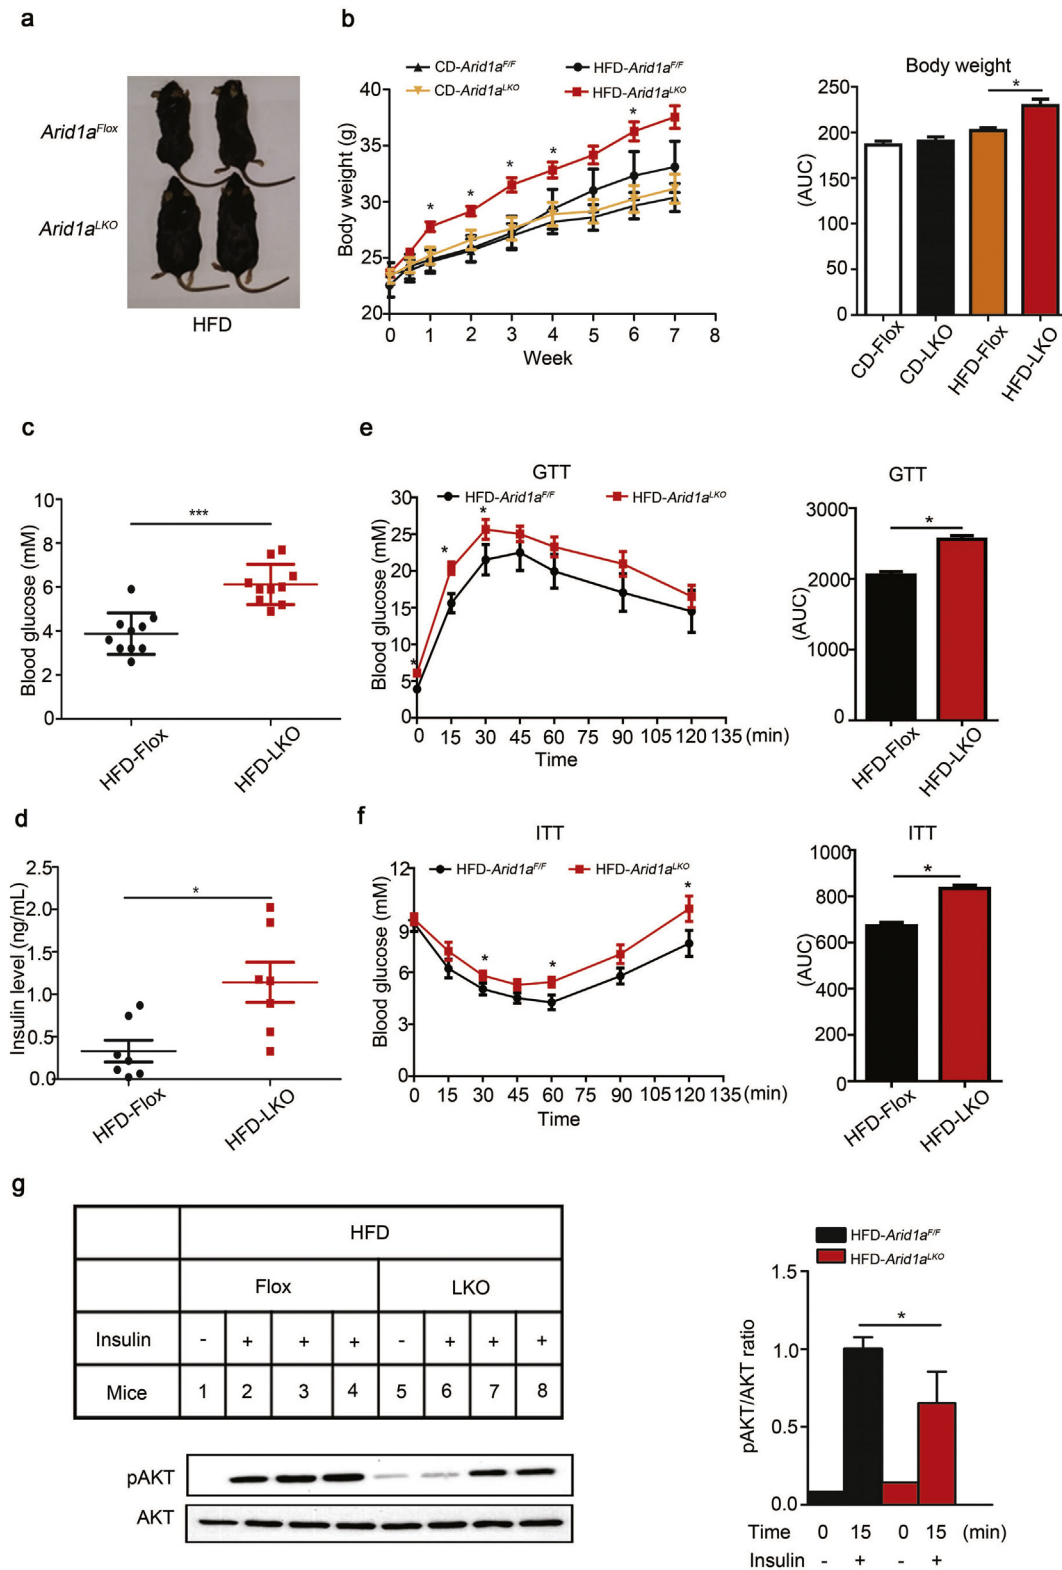 a
Arid1aFlox
Arid1aLKO
HFD
b
CD-Arid1aF/F
HFD-Arid1aF/F
CD-Arid1aLKO
HFD-Arid1aLKO
Body weight (g)
40
35
30
25
20
* * * * *
0 1 2 3 4 5 6 7 8
Week
Body weight
(AUC)
250
200
150
100
50
0
*
CD-Flox
CD-LKO
HFD-Flox
HFD-LKO
c
Blood glucose (mM)
10
8
6
4
2
0
***
HFD-Flox
HFD-LKO
e
GTT
HFD-Arid1aF/F
HFD-Arid1aLKO
Blood glucose (mM)
30
25
20
15
10
5
0
* * *
0 15 30 45 60 75 90 105 120 135 (min)
Time
GTT
(AUC)
3000
2000
1000
0
*
HFD-Flox
HFD-LKO
d
Insulin level (ng/mL)
2.5
2.0
1.5
1.0
0.5
0.0
*
HFD-Flox
HFD-LKO
f
ITT
HFD-Arid1aF/F
HFD-Arid1aLKO
Blood glucose (mM)
12
9
6
3
0
* * *
0 15 30 45 60 75 90 105 120 135 (min)
Time
ITT
(AUC)
1000
800
600
400
200
0
*
HFD-Flox
HFD-LKO
g
HFD
Flox LKO
Insulin - + + + - + + +
Mice 1 2 3 4 5 6 7 8
pAKT
AKT
HFD-Arid1aF/F
HFD-Arid1aLKO
pAKT/AKT ratio
1.5
1.0
0.5
0.0
*
Time 0 15 0 15 (min)
Insulin - + - +